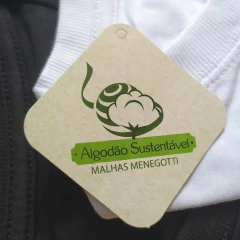 Algodão Sustentável
MALHAS MENEGOTTI